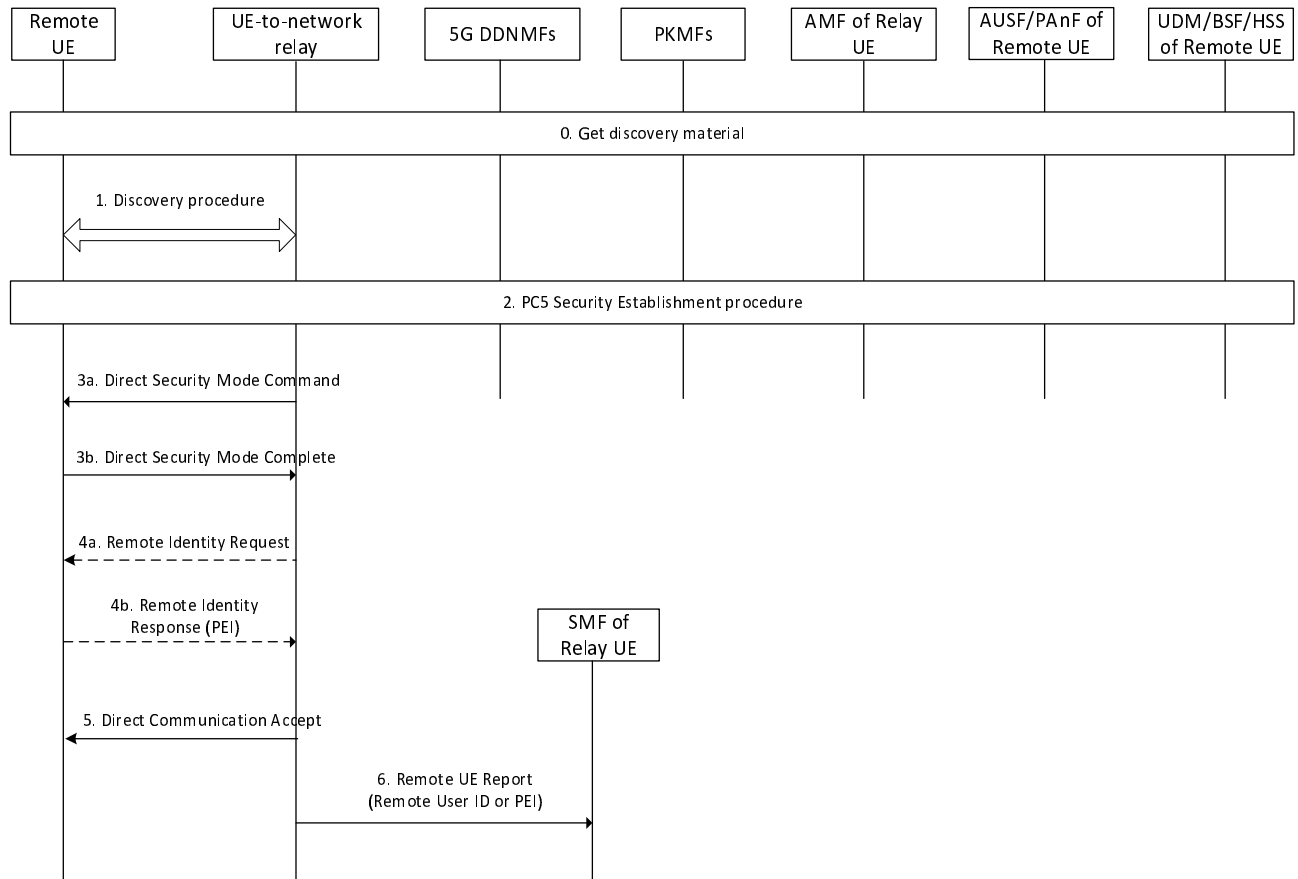 Remote
UE
UE-to-network
relay
5G DDNMFs
PKMFs
AMF of Relay
UE
AUSF/PAnF of
Remote UE
UDM/BSF/HSS
of Remote UE
0. Get discovery material
1. Discovery procedure
2. PC5 Security Establishment procedure
3a. Direct Security Mode Command
3b. Direct Security Mode Complete
4a. Remote Identity Request
4b. Remote Identity
Response (PEI)
SMF of
Relay UE
5. Direct Communication Accept
6. Remote UE Report
(Remote User ID or PEI)